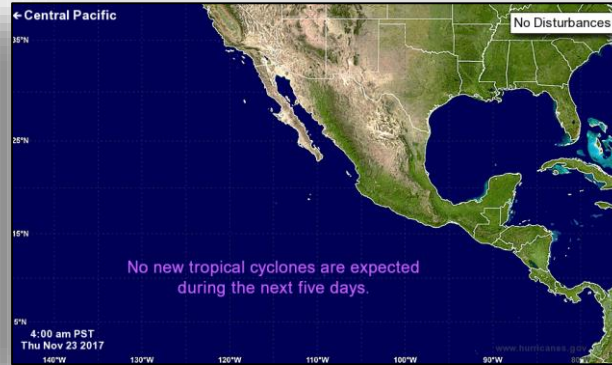 ←Central Pacific
No Disturbances
35°N
25°N
15°N
No new tropical cyclones are expected
during the next five days.
5°N
4:00 am PST
Thu Nov 23 2017
www.hurricanes.gov
140°W 130°W 120°W 110°W 100°W 90°W